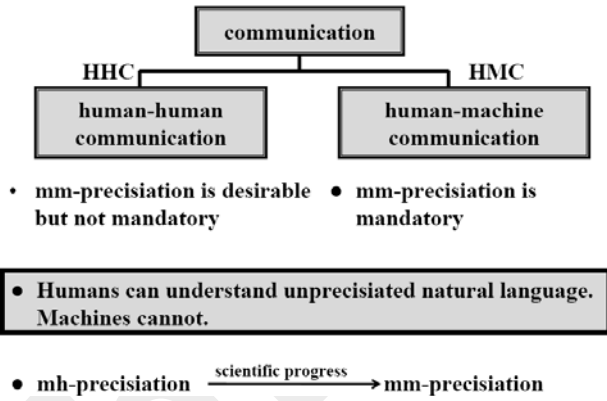 communication
HHC
HMC
human-human
communication
human-machine
communication
• mm-precisiation is desirable
but not mandatory
● mm-precisiation is
mandatory
● Humans can understand unprecisiated natural language.
Machines cannot.
● mh-precisiation scientific progress mm-precisiation